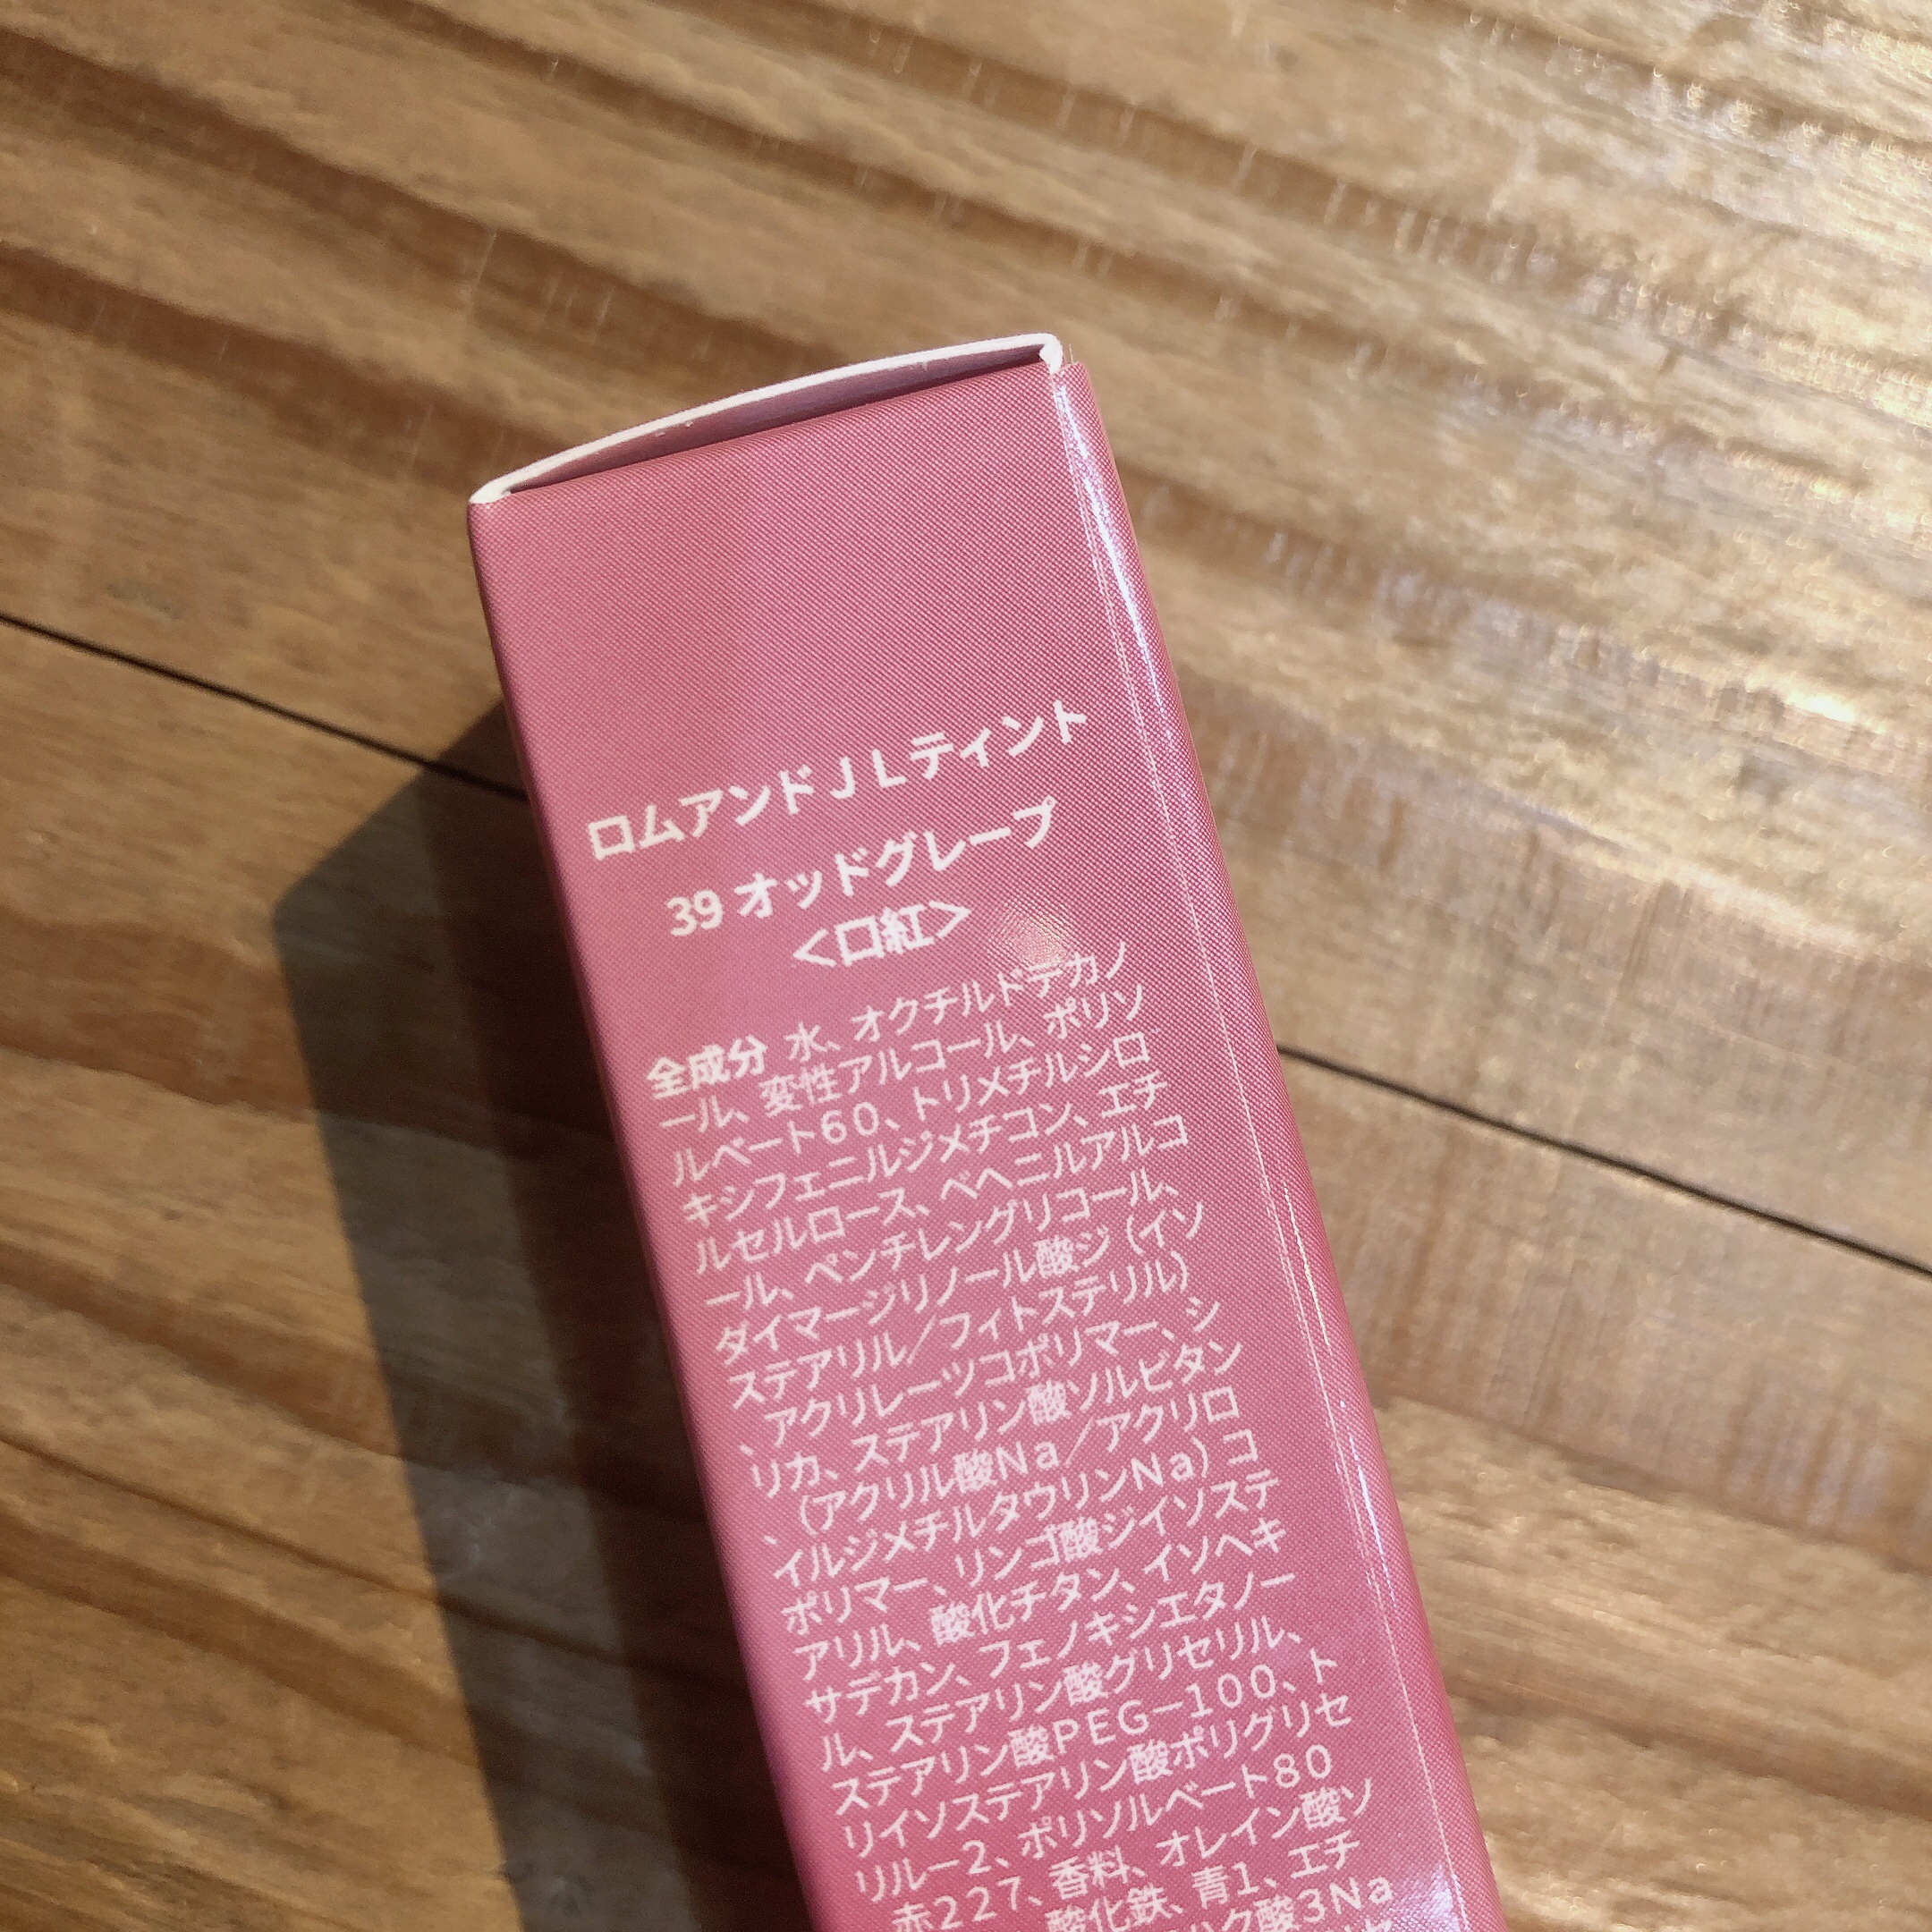 ロムアンドＪＬティント
39 オッドグレープ
＜口紅＞
全成分 水、オクチルドデカノ
ール、変性アルコール、ポリソ
ルベート60、トリメチルシロ
キシフェニルジメチコン、エチ
ルセルロース、ベヘニルアルコ
ール、ペンチレングリコール、
ダイマージリノール酸ジ（イソ
ステアリル／フィトステリル）
、アクリレーツコポリマー、シ
リカ、ステアリン酸ソルビタン
、（アクリル酸Ｎａ／アクリロ
イルジメチルタウリンＮａ）コ
ポリマー、リンゴ酸ジイソステ
アリル、酸化チタン、イソヘキ
サデカン、フェノキシエタノー
ル、ステアリン酸グリセリル、
ステアリン酸ＰＥＧ－１００、ト
リイソステアリン酸ポリグリセ
リル－２、ポリソルベート８０
赤２２７、香料、オレイン酸ソ
酸化鉄、青１、エチ
ハク酸３Ｎａ